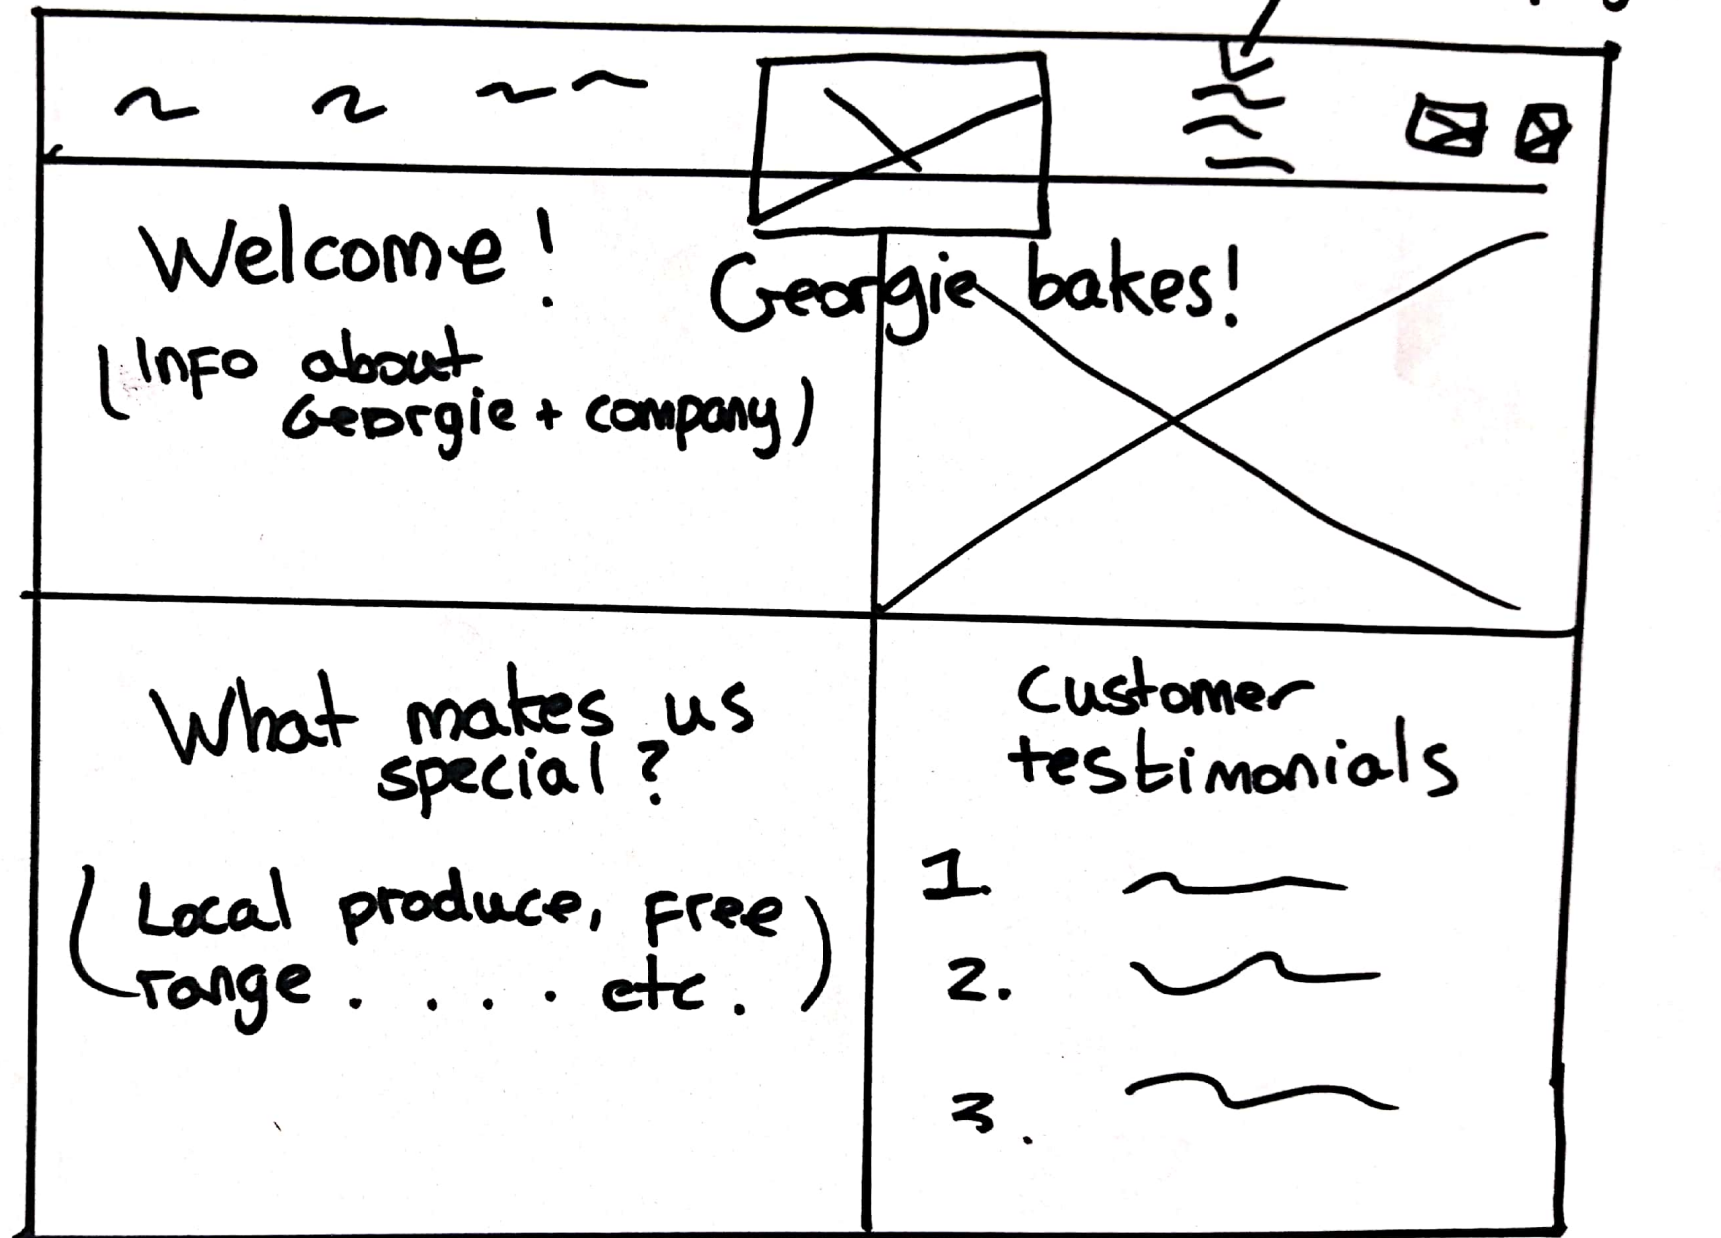 Welcome!
Georgie bakes!
(Info about
Georgie + company)
What makes us
special?
(Local produce, free
range . . . . etc.)
Customer
testimonials
1.
2.
3.